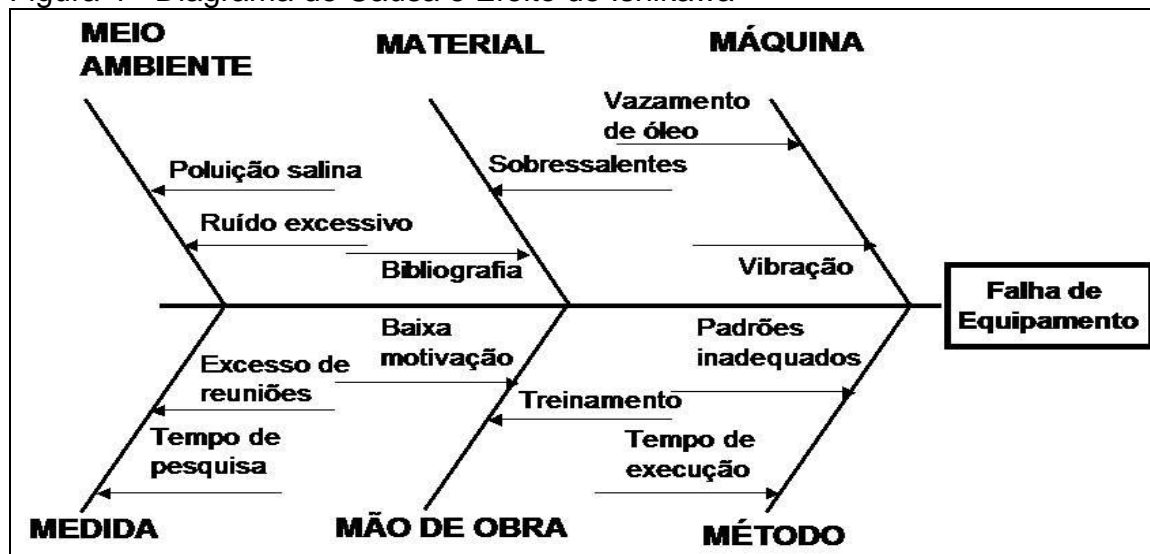 Figura 4 - Diagrama de Causa e Efeito de Ishikawa
MEIO
AMBIENTE
MATERIAL
MÁQUINA
Vazamento
de óleo
Poluição salina
Sobressalentes
Ruído excessivo
Bibliografia
Vibração
Falha de
Equipamento
Baixa
motivação
Padrões
inadequados
Excesso de
reuniões
Treinamento
Tempo de
pesquisa
Tempo de
execução
MEDIDA
MÃO DE OBRA
MÉTODO